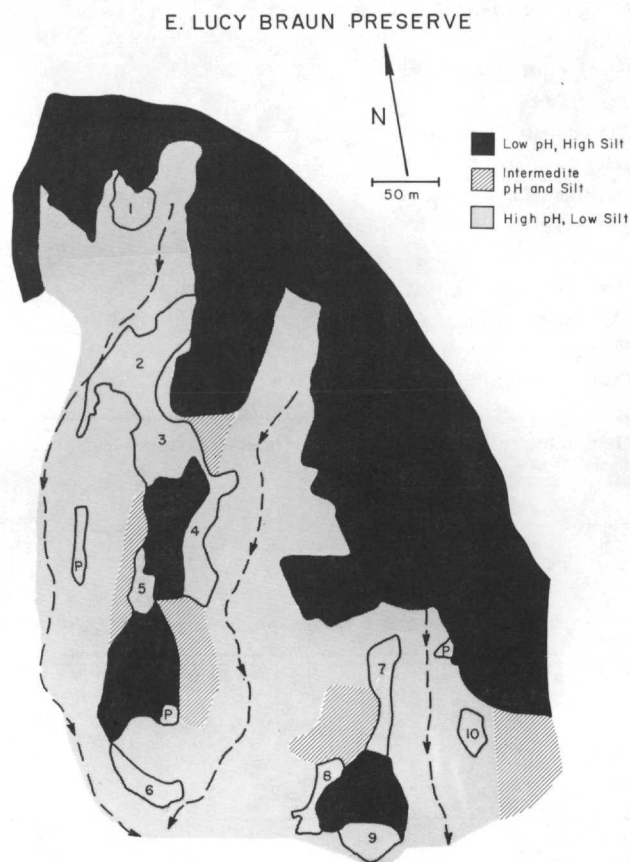 E. LUCY BRAUN PRESERVE
N
50 m
Low pH, High Silt
Intermedite
pH and Silt
High pH, Low Silt
1
2
3
4
P
5
P
6
7
P
8
9
10